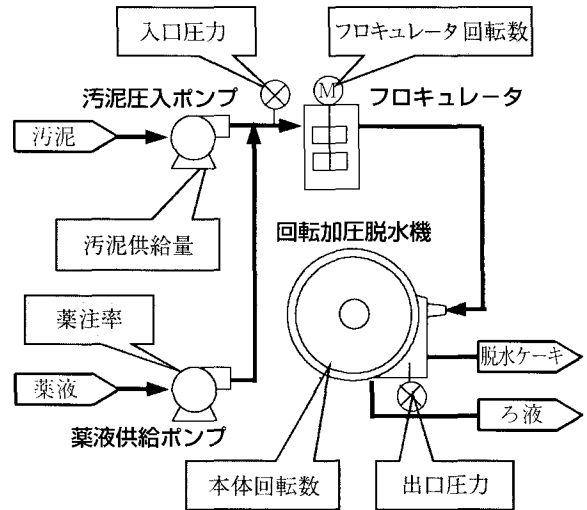 入口圧力
フロキュレータ回転数
汚泥圧入ポンプ
M
フロキュレータ
汚泥
汚泥供給量
回転加圧脱水機
薬注率
脱水ケーキ
薬液
ろ液
薬液供給ポンプ
本体回転数
出口圧力